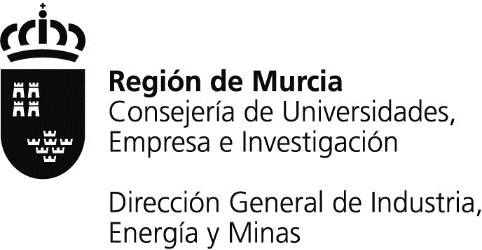 Región de Murcia
Consejería de Universidades,
Empresa e Investigación
Dirección General de Industria,
Energía y Minas